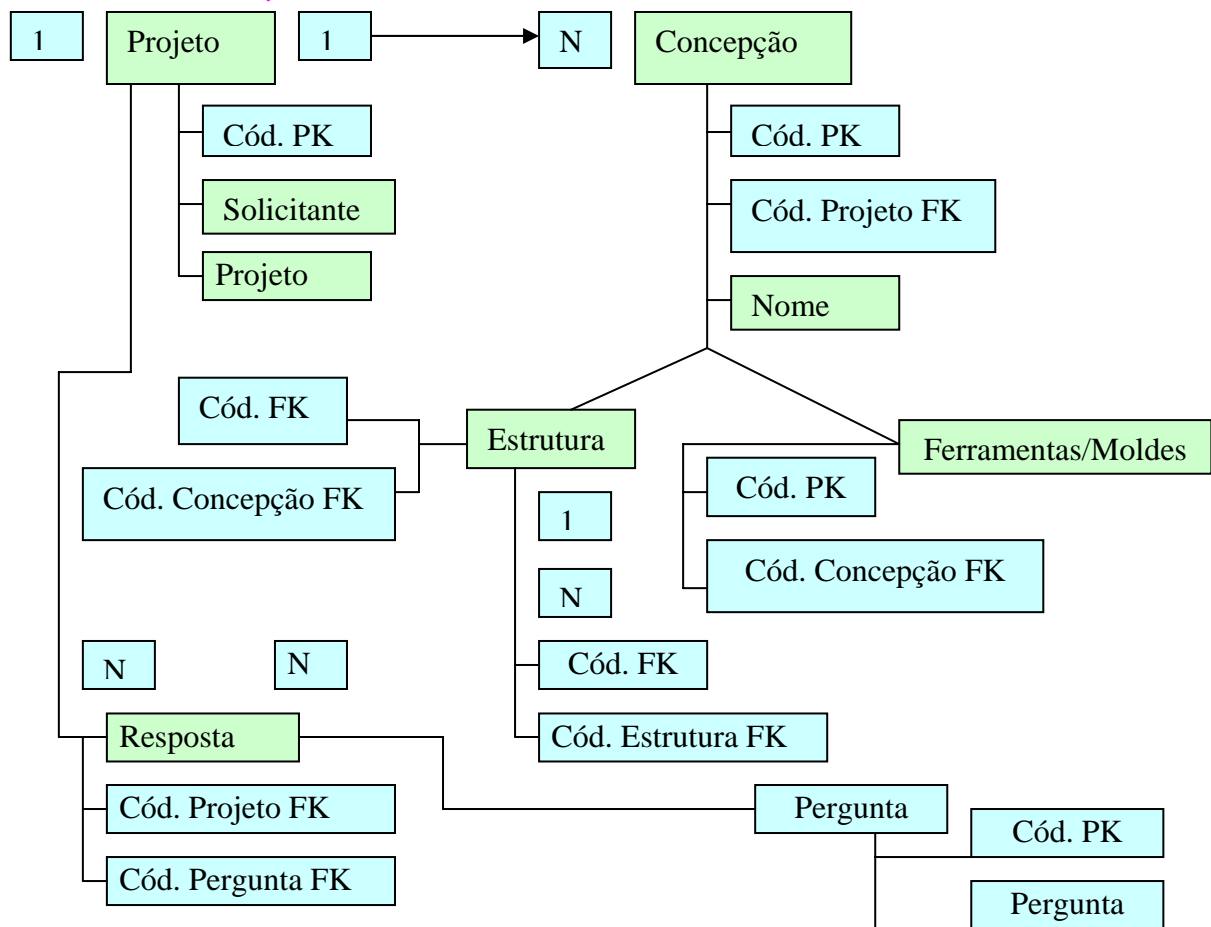 1
Projeto
1
N
Concepção
Cód. PK
Cód. PK
Solicitante
Cód. Projeto FK
Projeto
Nome
Cód. FK
Estrutura
Ferramentas/Moldes
Cód. Concepção FK
Cód. PK
1
Cód. Concepção FK
N
N
N
Cód. FK
Resposta
Cód. Estrutura FK
Cód. Projeto FK
Pergunta
Cód. PK
Cód. Pergunta FK
Pergunta